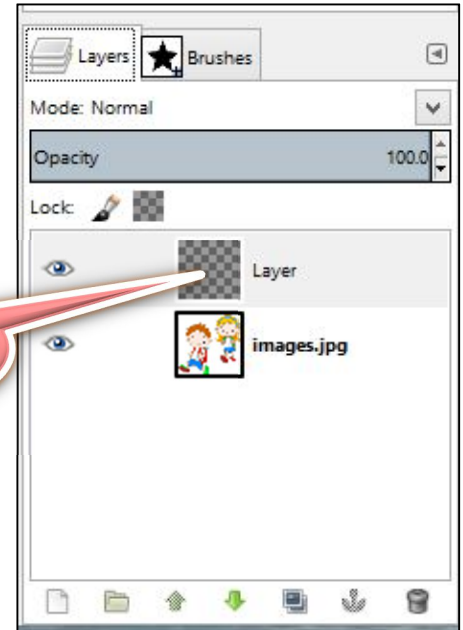 Layers Brushes
Mode: Normal
Opacity 100.0
Lock:
Layer
images.jpg